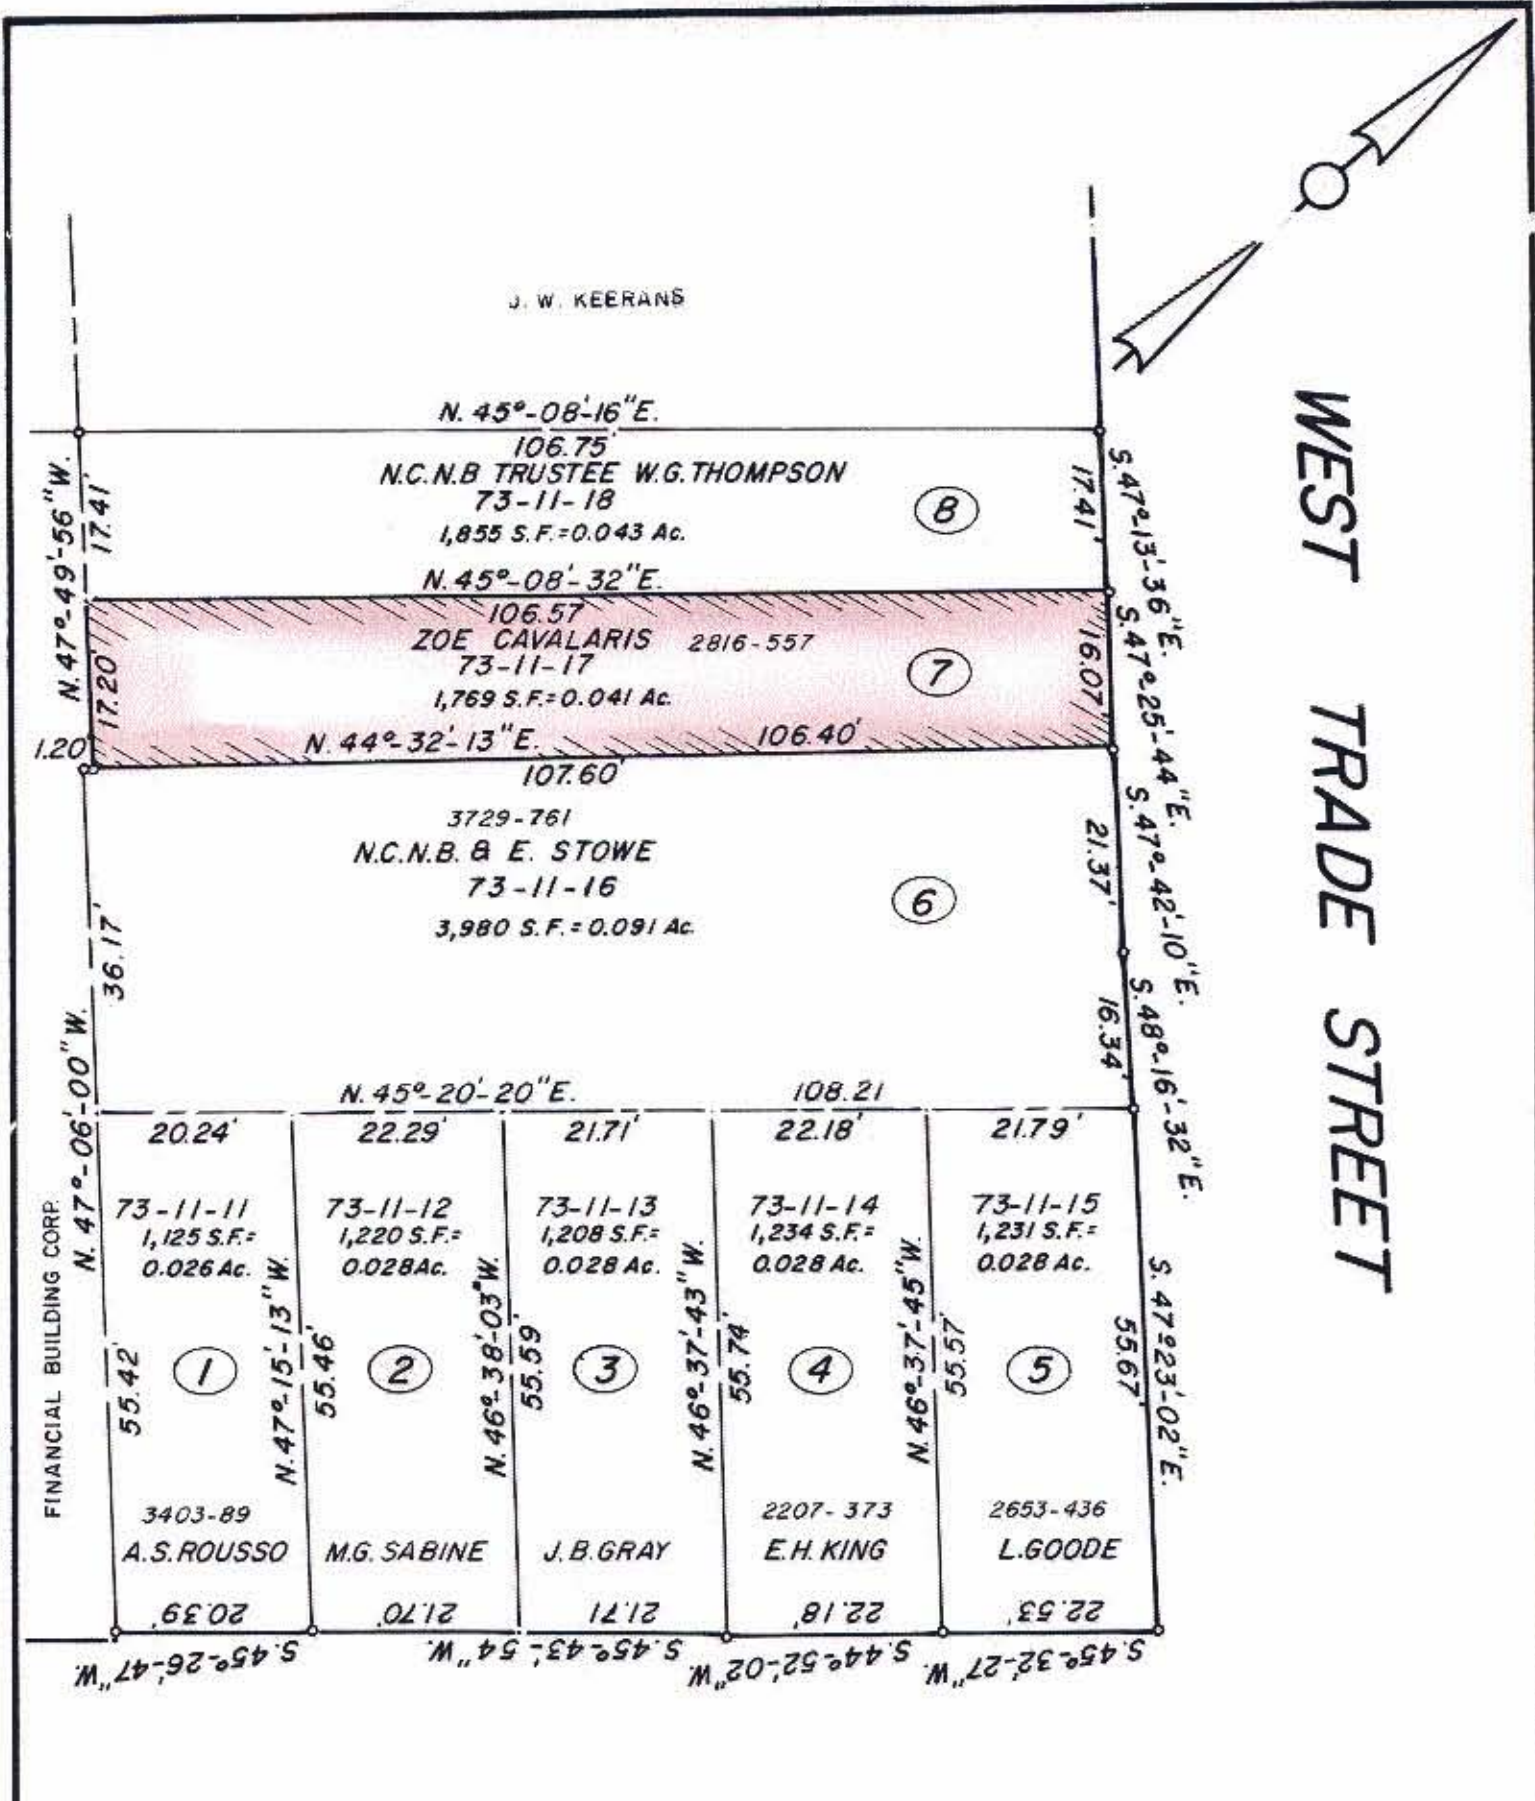 J. W. KEERANS
N. 45°-08'-16"E.
106.75'
N.C.N.B TRUSTEE W.G. THOMPSON
73-11-18
1,855 S.F.=0.043 Ac.
8
17.41'
S. 47°-13'-36"E.
N. 47°-49'-56"W.
17.41'
N. 45°-08'-32"E.
106.57
ZOE CAVALARIS 2816-557
73-11-17
1,769 S.F.=0.041 Ac.
7
16.07'
S. 47°-25'-44"E.
17.20'
1.20'
N. 44°-32'-13"E. 106.40'
107.60'
3729-761
N.C.N.B. & E. STOWE
73-11-16
3,980 S.F.=0.091 Ac.
6
21.37'
S. 47°-42'-10"E.
16.34'
S. 48°-16'-32"E.
36.17'
N. 47°-06'-00"W.
N. 45°-20'-20"E. 108.21
20.24' 22.29' 21.71' 22.18' 21.79'
73-11-11
1,125 S.F.=
0.026 Ac.
1
55.42'
3403-89
A.S. ROUSSO
20.39'
N. 47°-15'-13"W.
55.46'
73-11-12
1,220 S.F.=
0.028 Ac.
2
M.G. SABINE
21.70'
N. 46°-38'-03"W.
55.59'
73-11-13
1,208 S.F.=
0.028 Ac.
3
J.B. GRAY
21.71
N. 46°-37'-43"W.
55.74'
73-11-14
1,234 S.F.=
0.028 Ac.
4
2207-373
E.H. KING
22.18'
N. 46°-37'-45"W.
55.57'
73-11-15
1,231 S.F.=
0.028 Ac.
5
2653-436
L. GOODE
22.53'
55.67'
S. 47°23'-02"E.
S. 45°-26'-47"W.
S. 45°-43'-54"W.
S. 44°-52'-02"W.
S. 45°-32'-27"W.
FINANCIAL BUILDING CORP.
WEST TRADE STREET